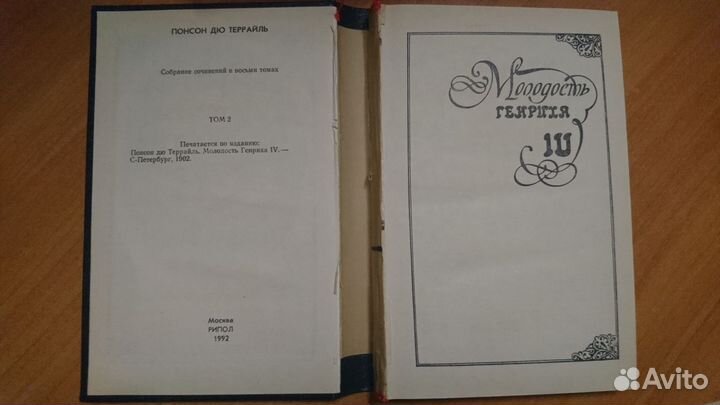 ПОНСОН ДЮ ТЕРРАЙЛЬ
Собрание сочинений в восьми томах
ТОМ 2
Печатается по изданию:
Понсон дю Террайль. Молодость Генриха IV. —
С-Петербург, 1902.
Москва
РИПОЛ
1992
Молодость
ГЕНРИХА
IV
Avito